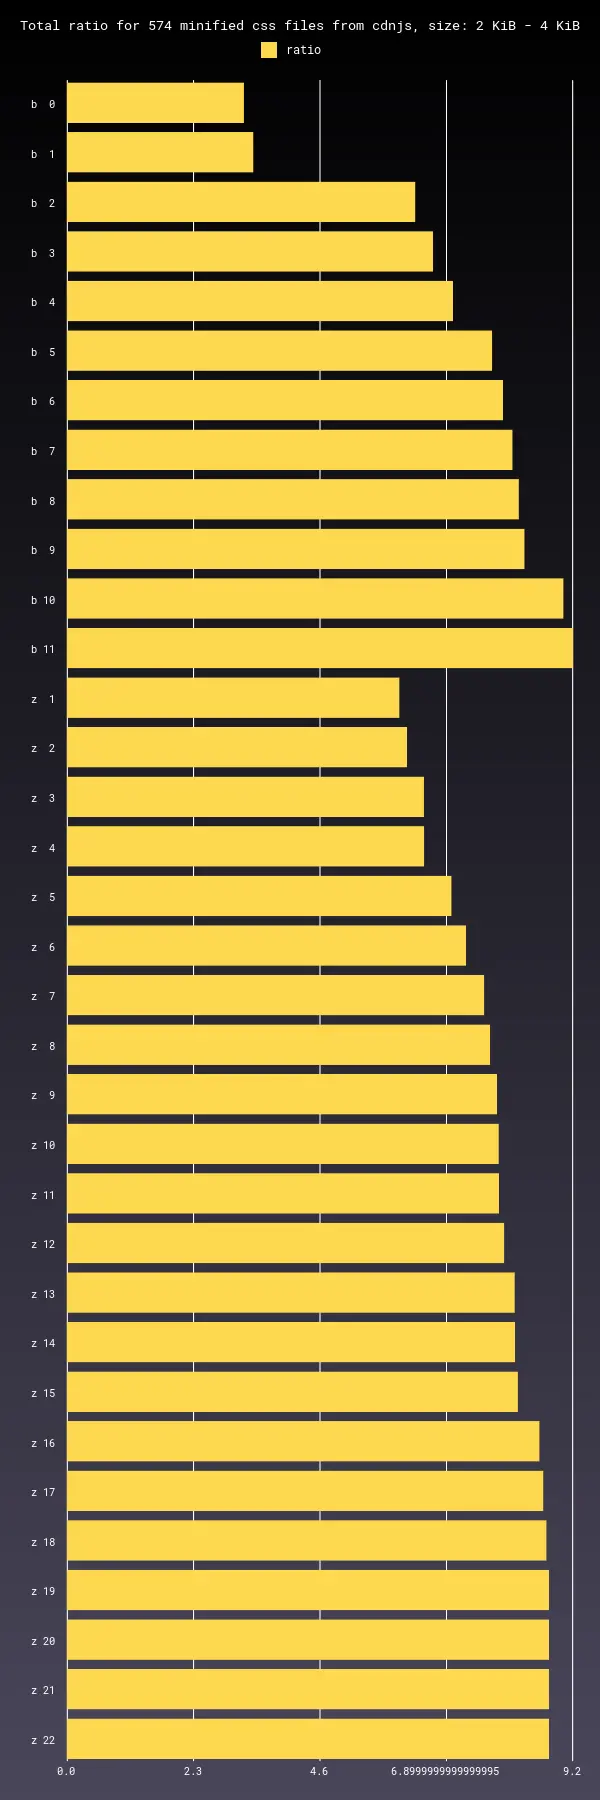 Total ratio for 574 minified css files from cdnjs, size: 2 KiB - 4 KiB
ratio
b  0
b  1
b  2
b  3
b  4
b  5
b  6
b  7
b  8
b  9
b 10
b 11
z  1
z  2
z  3
z  4
z  5
z  6
z  7
z  8
z  9
z 10
z 11
z 12
z 13
z 14
z 15
z 16
z 17
z 18
z 19
z 20
z 21
z 22
0.0 2.3 4.6 6.8999999999999995 9.2